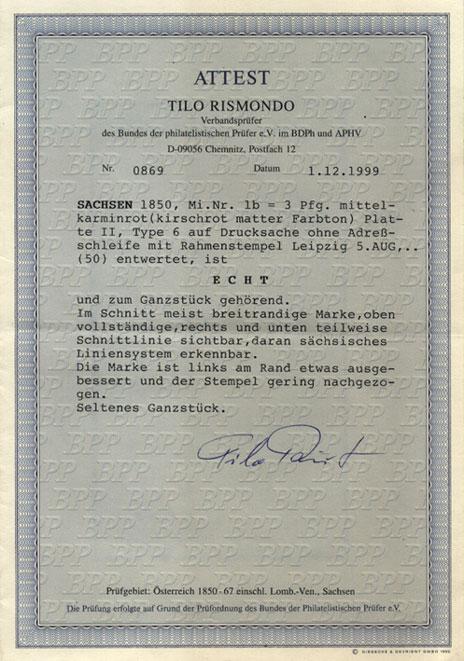 ATTEST
TILO RISMONDO
Verbandsprüfer
des Bundes der philatelistischen Prüfer e.V. im BDPh und APHV
D-09056 Chemnitz, Postfach 12
Nr. 0869 Datum 1.12.1999
SACHSEN 1850, Mi.Nr. 1b = 3 Pfg. mittel-
karminrot(kirschrot matter Farbton) Plat-
te II, Type 6 auf Drucksache ohne Adreß-
schleife mit Rahmenstempel Leipzig 5.AUG,..
(50) entwertet, ist
E C H T
und zum Ganzstück gehörend.
Im Schnitt meist breitrandige Marke,oben
vollständige,rechts und unten teilweise
Schnittlinie sichtbar,daran sächsisches
Liniensystem erkennbar.
Die Marke ist links am Rand etwas ausge-
bessert und der Stempel gering nachgezo-
gen.
Seltenes Ganzstück.
Prüfgebiet: Österreich 1850-67 einschl. Lomb.-Ven., Sachsen
Die Prüfung erfolgte auf Grund der Prüfordnung des Bundes der Philatelistischen Prüfer e.V.
© GIESECKE & DEVRIENT GMBH 1990